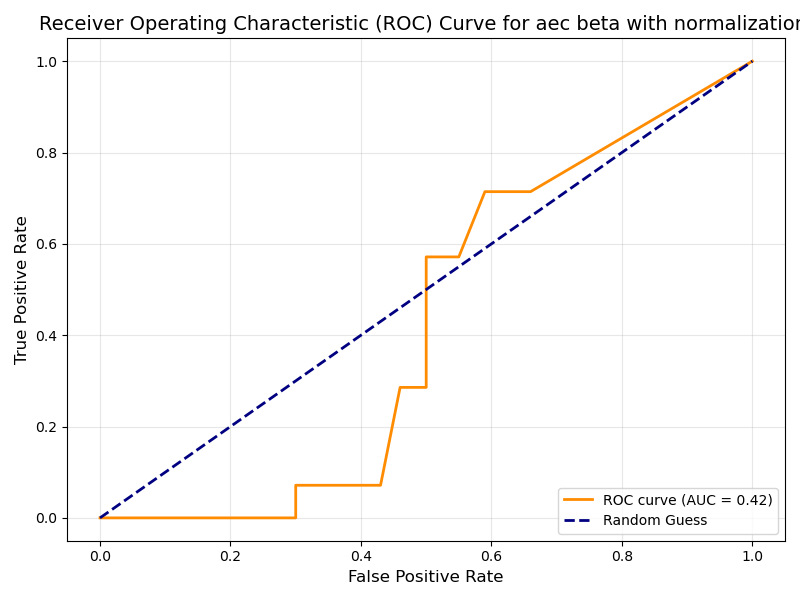 Receiver Operating Characteristic (ROC) Curve for aec beta with normalization
1.0
0.8
0.6
0.4
0.2
0.0
True Positive Rate
ROC curve (AUC = 0.42)
Random Guess
0.0 0.2 0.4 0.6 0.8 1.0
False Positive Rate